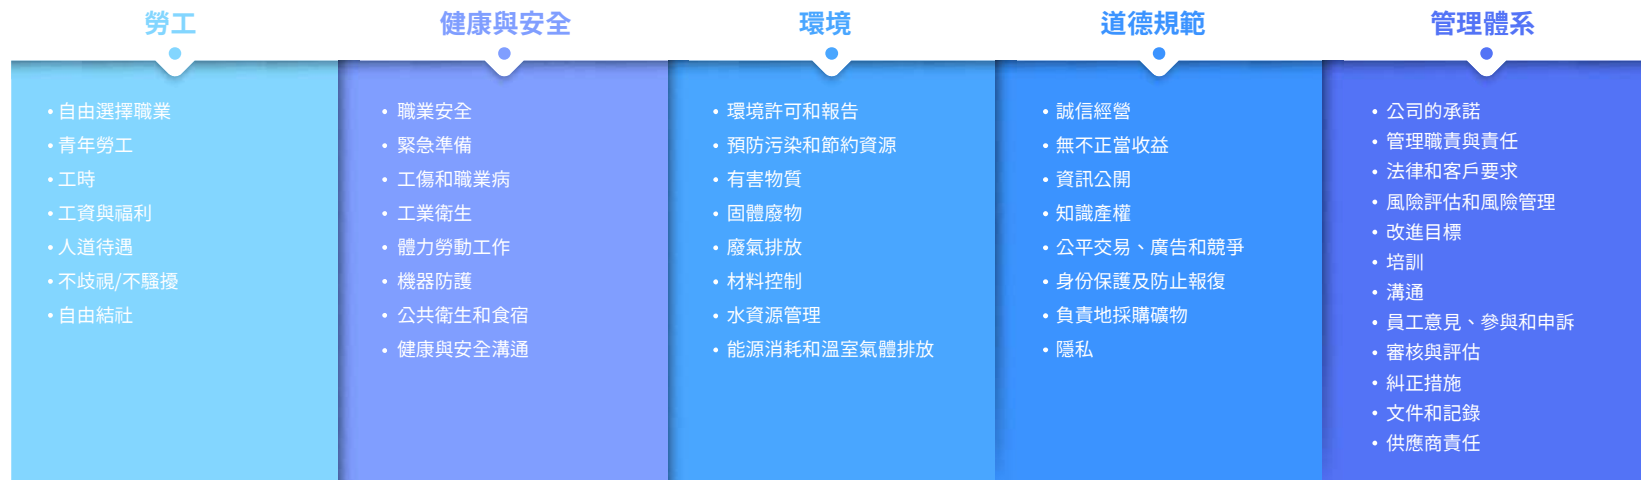 勞工
• 自由選擇職業
• 青年勞工
• 工時
• 工資與福利
• 人道待遇
• 不歧視/不騷擾
• 自由結社
健康與安全
• 職業安全
• 緊急準備
• 工傷和職業病
• 工業衛生
• 體力勞動工作
• 機器防護
• 公共衛生和食宿
• 健康與安全溝通
環境
• 環境許可和報告
• 預防污染和節約資源
• 有害物質
• 固體廢物
• 廢氣排放
• 材料控制
• 水資源管理
• 能源消耗和溫室氣體排放
道德規範
• 誠信經營
• 無不正當收益
• 資訊公開
• 知識產權
• 公平交易、廣告和競爭
• 身份保護及防止報復
• 負責地採購礦物
• 隱私
管理體系
• 公司的承諾
• 管理職責與責任
• 法律和客戶要求
• 風險評估和風險管理
• 改進目標
• 培訓
• 溝通
• 員工意見、參與和申訴
• 審核與評估
• 糾正措施
• 文件和記錄
• 供應商責任